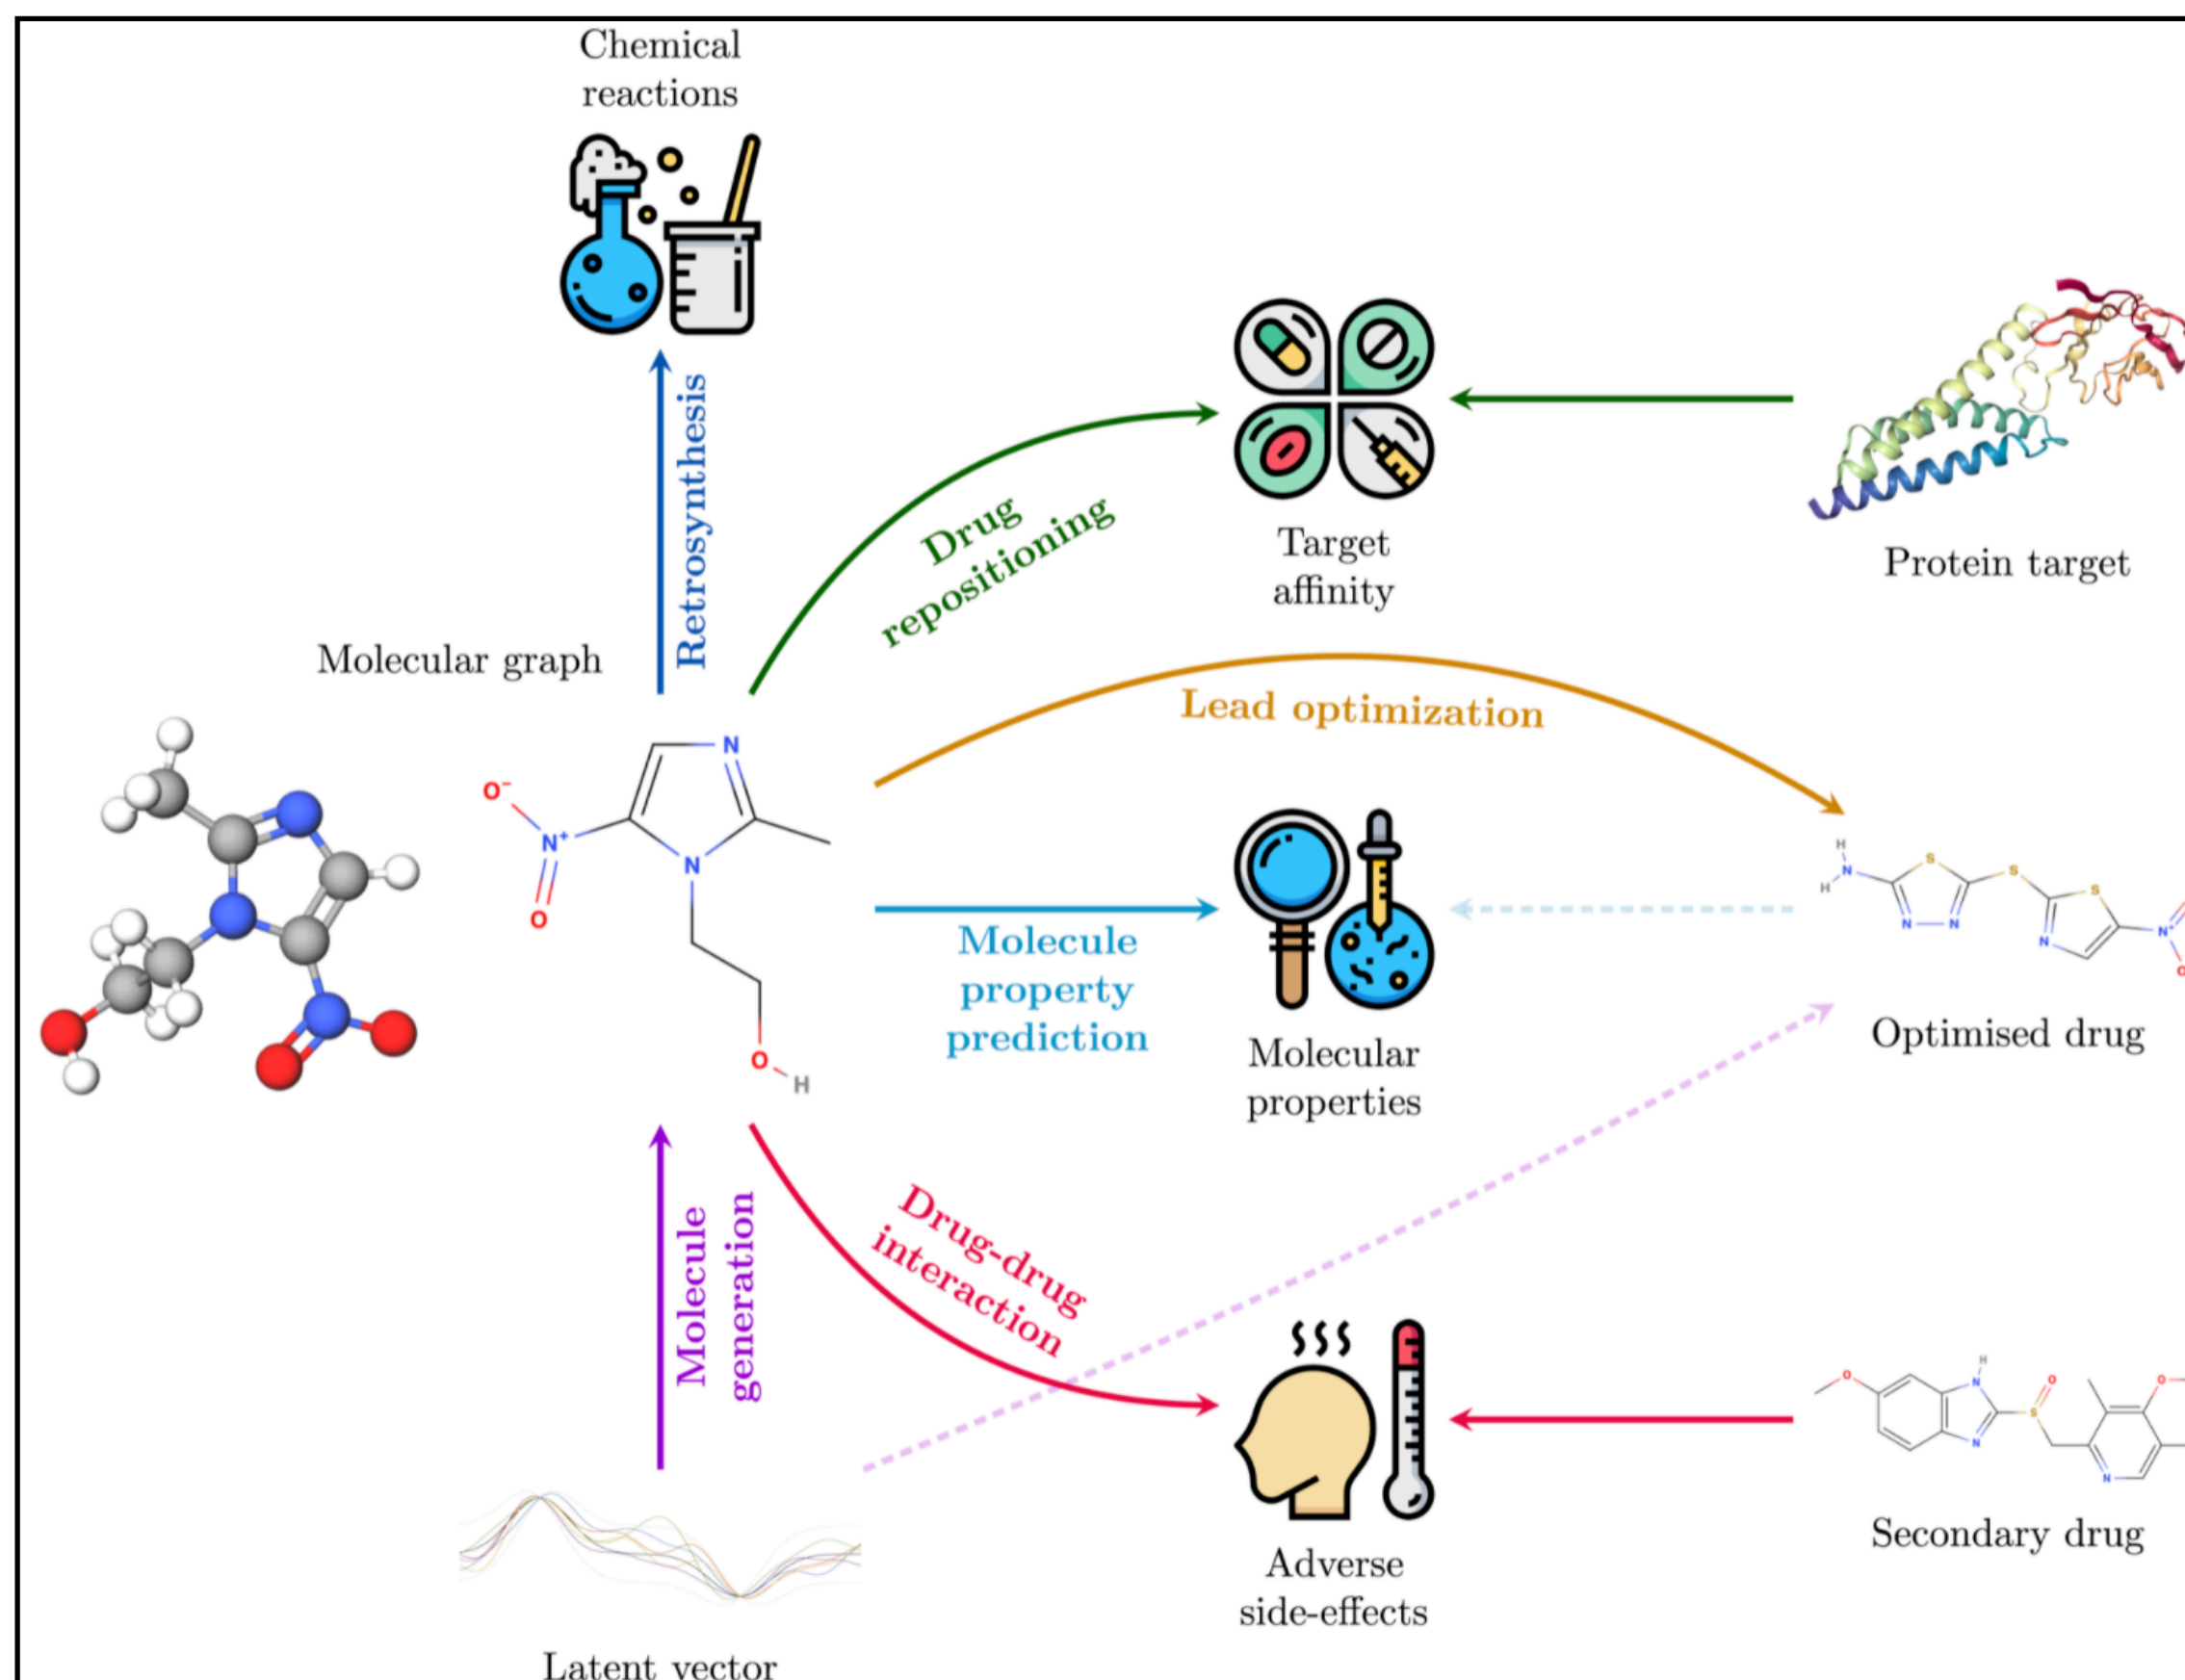 Chemical
reactions
Retrosynthesis
Drug
repositioning
Target
affinity
Protein target
Molecular graph
Lead optimization
O⁻
N⁺
O
N
N
O
H
Molecule
property
prediction
Molecular
properties
H
N
H
S
N
N
S
S
N
N⁺
O
Optimised drug
Molecule
generation
Drug-drug
interaction
Adverse
side-effects
O
H
N
N
S
O
O
N
Secondary drug
Latent vector